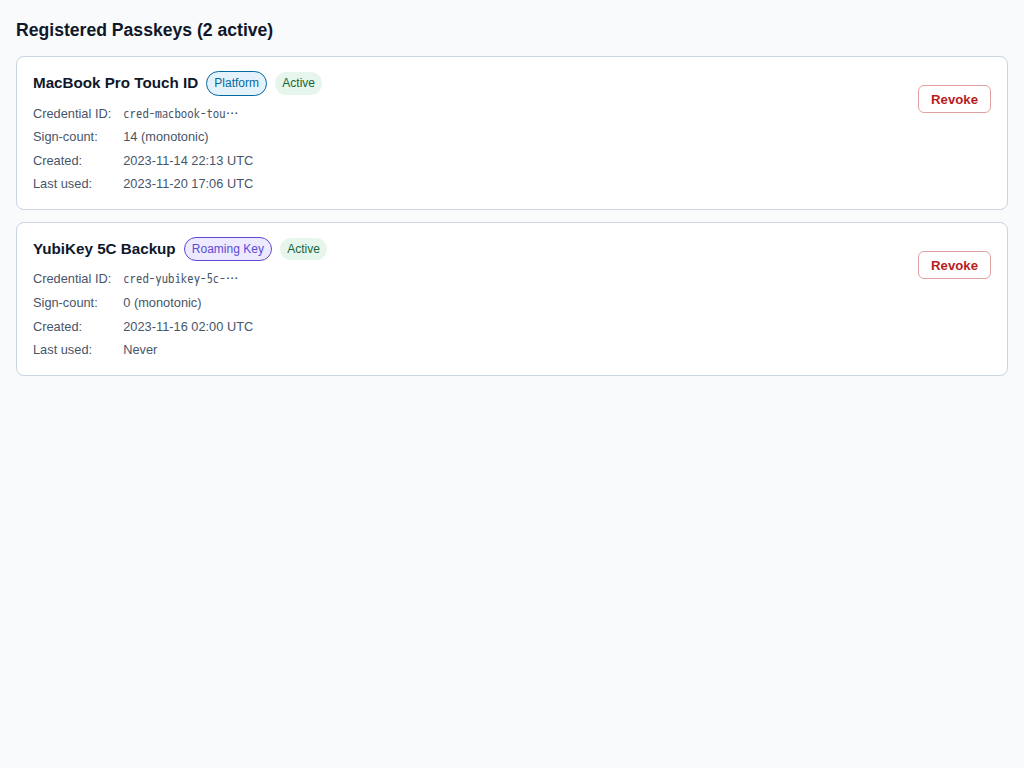 Registered Passkeys (2 active)
MacBook Pro Touch ID Platform Active
Revoke
Credential ID: cred-macbook-tou…
Sign-count: 14 (monotonic)
Created: 2023-11-14 22:13 UTC
Last used: 2023-11-20 17:06 UTC
YubiKey 5C Backup Roaming Key Active
Revoke
Credential ID: cred-yubikey-5c-…
Sign-count: 0 (monotonic)
Created: 2023-11-16 02:00 UTC
Last used: Never